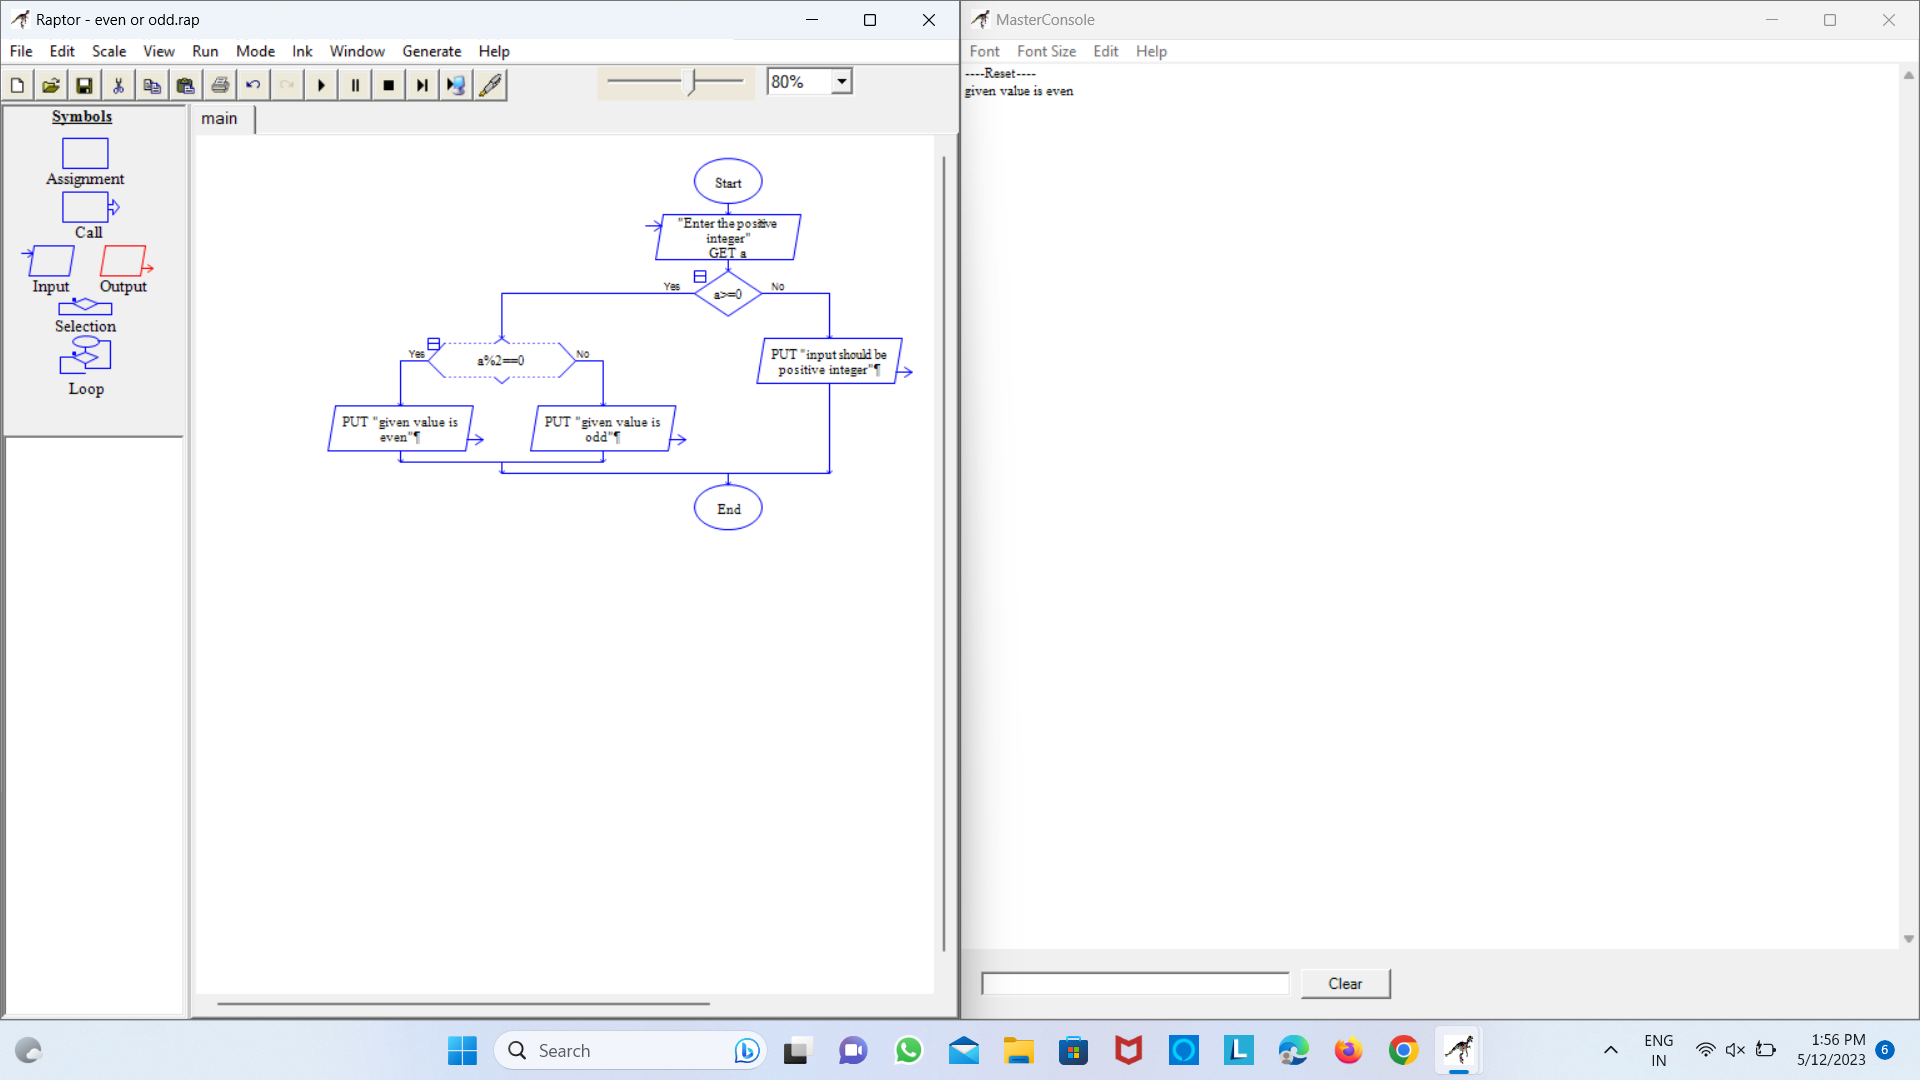 Raptor - even or odd.rap
File Edit Scale View Run Mode Ink Window Generate Help
80%
Symbols
Assignment
Call
Input Output
Selection
Loop
main
Start
"Enter the positive
integer"
GET a
Yes a>=0 No
Yes a%2==0 No
PUT "input should be
positive integer"¶
PUT "given value is
even"¶
PUT "given value is
odd"¶
End
MasterConsole
Font Font Size Edit Help
----Reset----
given value is even
Clear
Search
L
ENG
IN
1:56 PM
5/12/2023
6